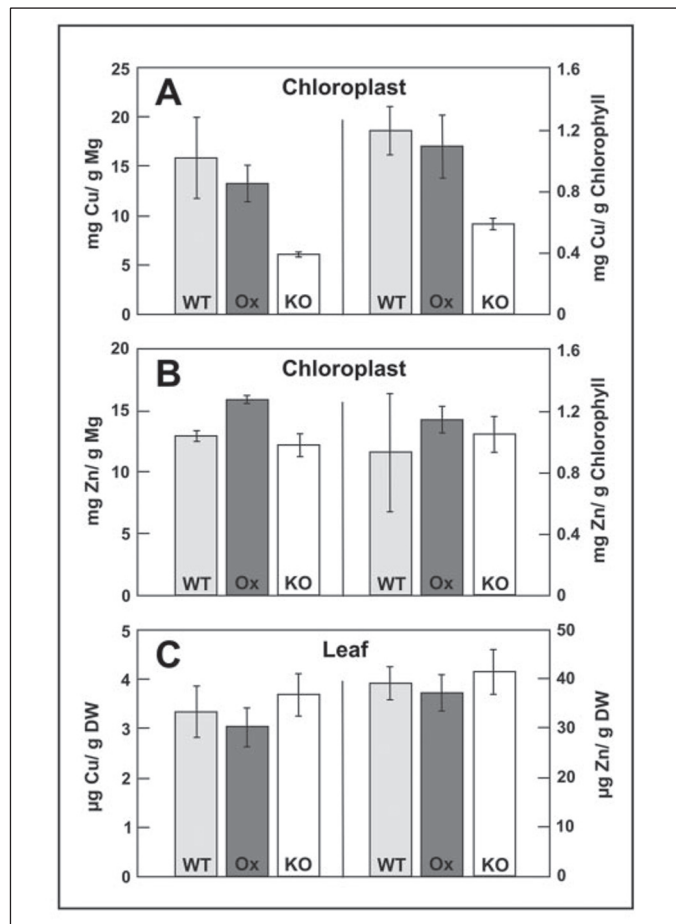 A
Chloroplast
mg Cu/ g Mg
25
20
15
10
5
0
WT Ox KO
WT Ox KO
1.6
1.2
0.8
0.4
0
mg Cu/ g Chlorophyll
B
Chloroplast
mg Zn/ g Mg
20
15
10
5
0
WT Ox KO
WT Ox KO
1.6
1.2
0.8
0.4
0
mg Zn/ g Chlorophyll
C
Leaf
µg Cu/ g DW
5
4
3
2
1
0
WT Ox KO
WT Ox KO
50
40
30
20
10
0
µg Zn/ g DW